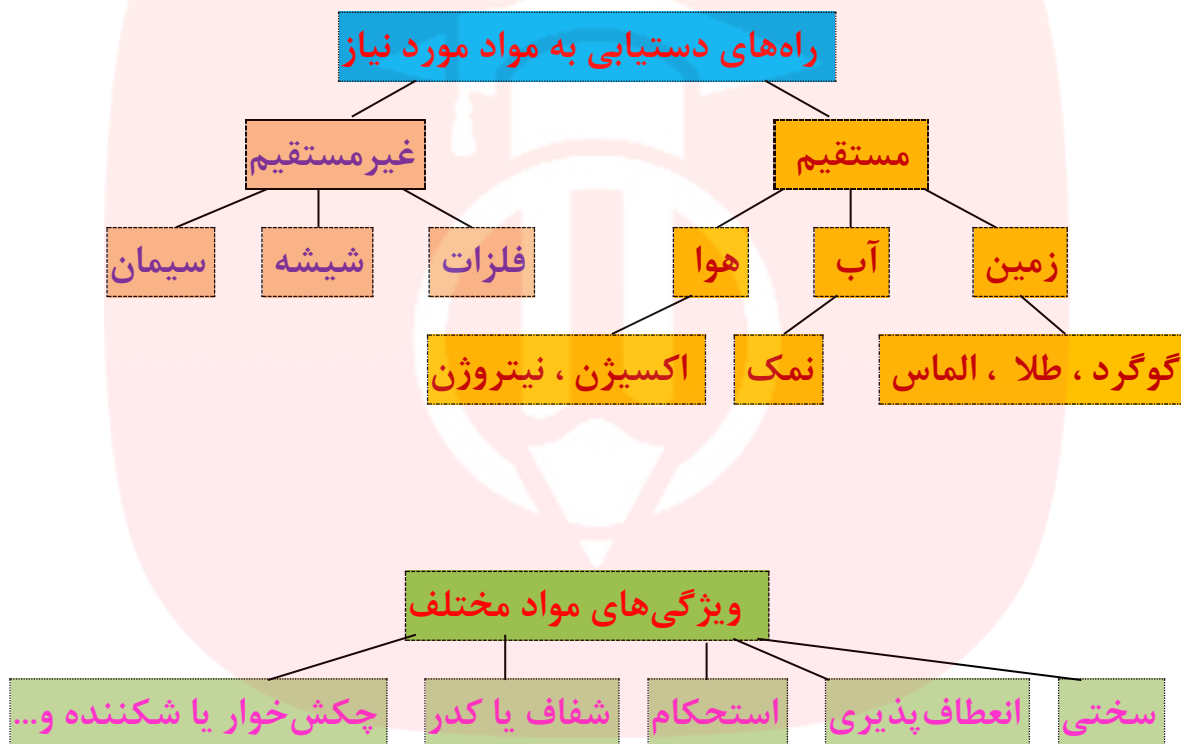 راه‌های دستیابی به مواد مورد نیاز
مستقیم
غیرمستقیم
زمین
آب
هوا
فلزات
شیشه
سیمان
گوگرد ، طلا ، الماس
نمک
اکسیژن ، نیتروژن
ویژگی‌های مواد مختلف
سختی
انعطاف‌پذیری
استحکام
شفاف یا کدر
چکش‌خوار یا شکننده و...